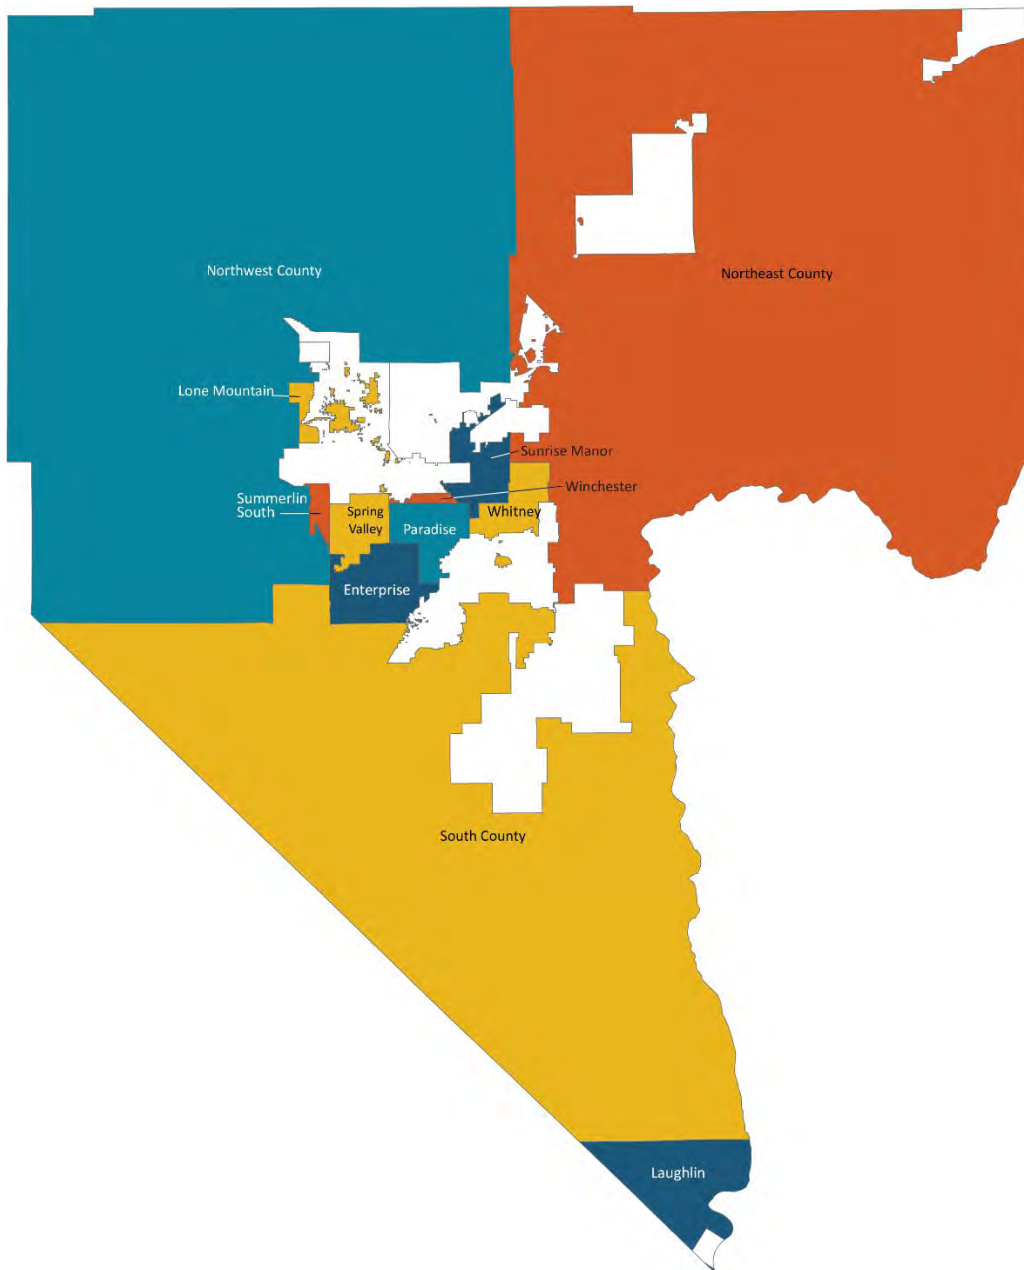 Northwest County
Northeast County
Lone Mountain
Sunrise Manor
Winchester
Summerlin
South
Spring
Valley
Whitney
Paradise
Enterprise
South County
Laughlin